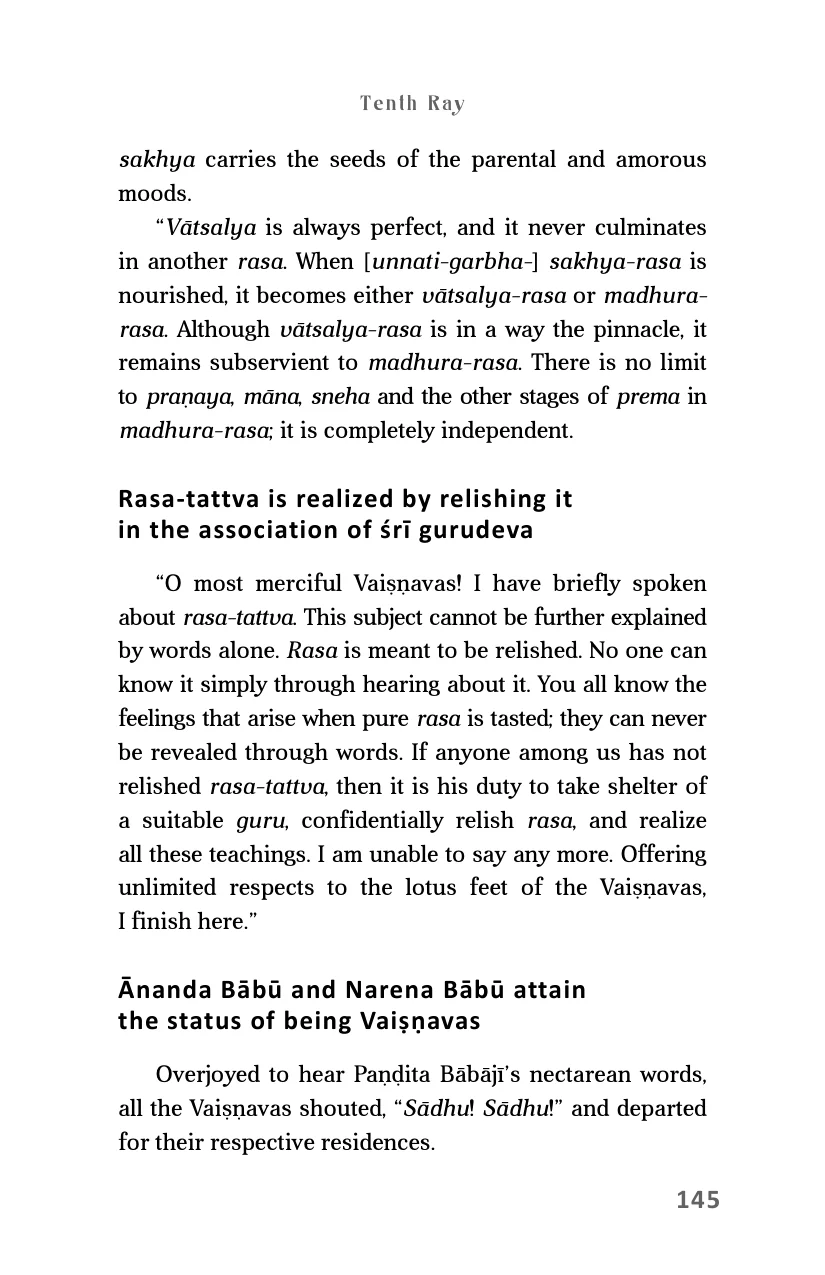 Tenth Ray
sakhya carries the seeds of the parental and amorous
moods.
“Vātsalya is always perfect, and it never culminates
in another rasa. When [unnati-garbha-] sakhya-rasa is
nourished, it becomes either vātsalya-rasa or madhura-
rasa. Although vātsalya-rasa is in a way the pinnacle, it
remains subservient to madhura-rasa. There is no limit
to praṇaya, māna, sneha and the other stages of prema in
madhura-rasa; it is completely independent.
Rasa-tattva is realized by relishing it
in the association of śrī gurudeva
“O most merciful Vaiṣṇavas! I have briefly spoken
about rasa-tattva. This subject cannot be further explained
by words alone. Rasa is meant to be relished. No one can
know it simply through hearing about it. You all know the
feelings that arise when pure rasa is tasted; they can never
be revealed through words. If anyone among us has not
relished rasa-tattva, then it is his duty to take shelter of
a suitable guru, confidentially relish rasa, and realize
all these teachings. I am unable to say any more. Offering
unlimited respects to the lotus feet of the Vaiṣṇavas,
I finish here.”
Ānanda Bābū and Narena Bābū attain
the status of being Vaiṣṇavas
Overjoyed to hear Paṇḍita Bābājī’s nectarean words,
all the Vaiṣṇavas shouted, “Sādhu! Sādhu!” and departed
for their respective residences.
145